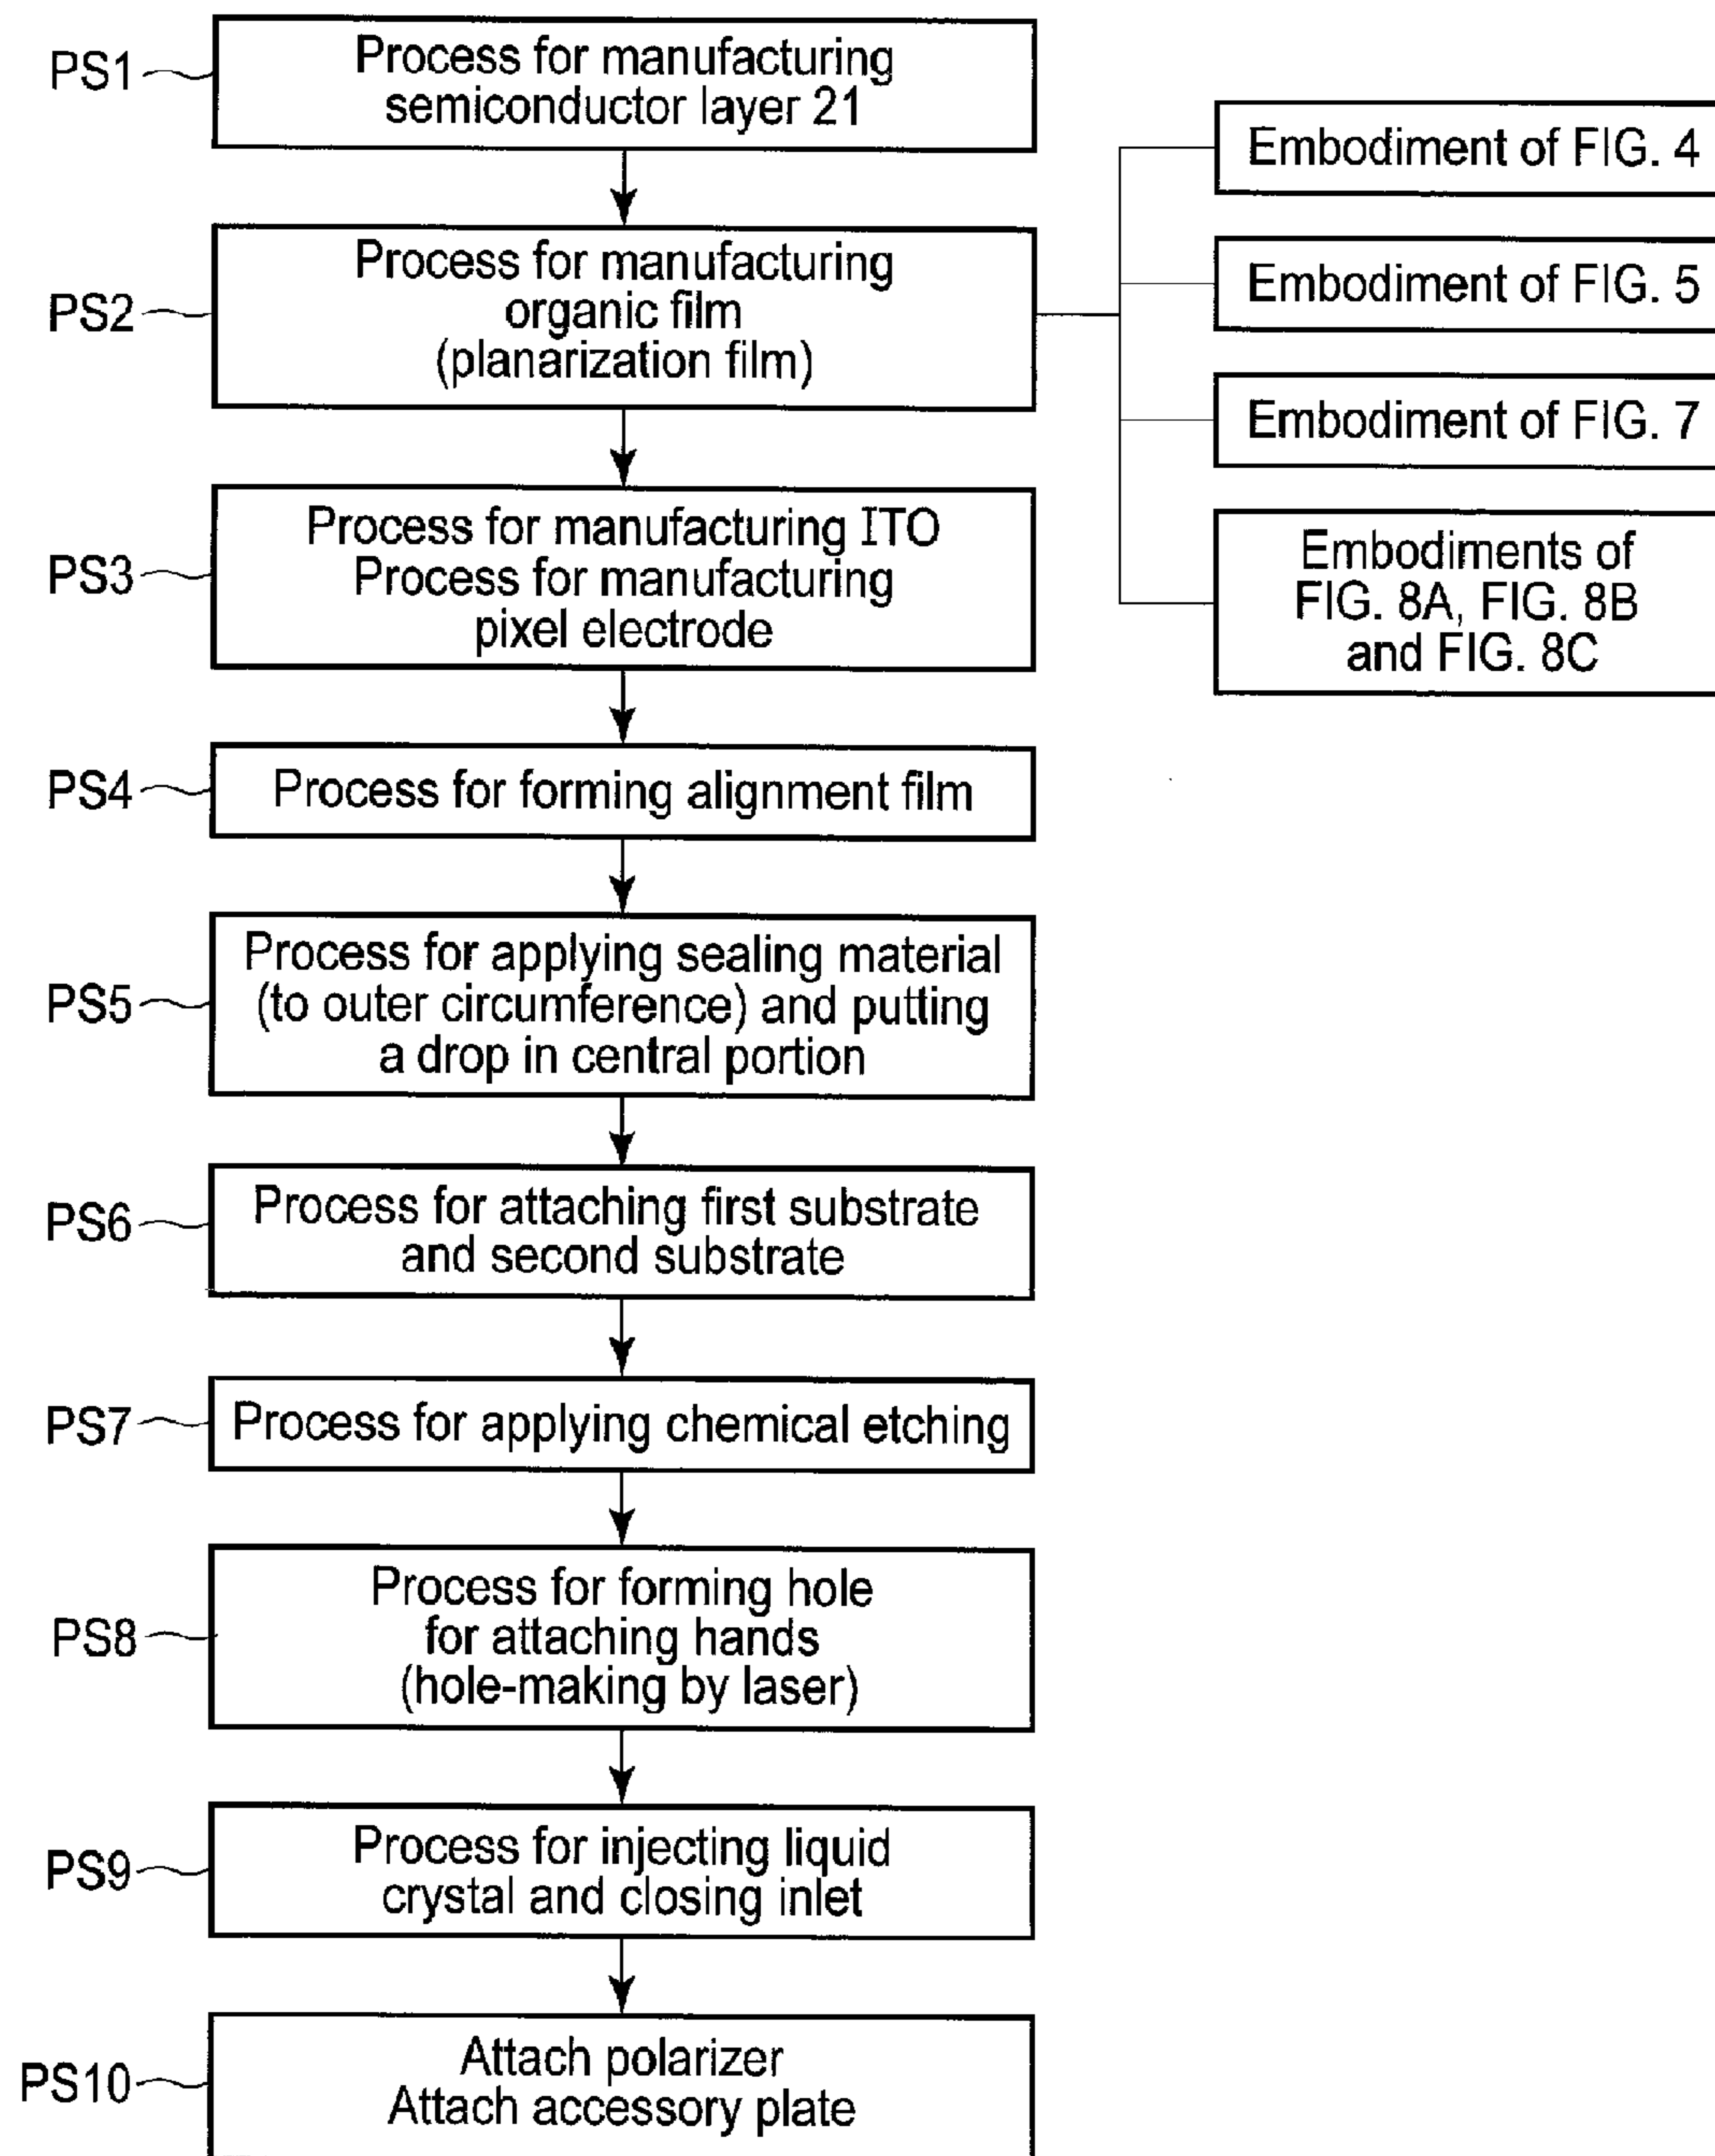 PS1
Process for manufacturing
semiconductor layer 21
PS2
Process for manufacturing
organic film
(planarization film)
Embodiment of FIG. 4
Embodiment of FIG. 5
Embodiment of FIG. 7
Embodiments of
FIG. 8A, FIG. 8B
and FIG. 8C
PS3
Process for manufacturing ITO
Process for manufacturing
pixel electrode
PS4
Process for forming alignment film
PS5
Process for applying sealing material
(to outer circumference) and putting
a drop in central portion
PS6
Process for attaching first substrate
and second substrate
PS7
Process for applying chemical etching
PS8
Process for forming hole
for attaching hands
(hole-making by laser)
PS9
Process for injecting liquid
crystal and closing inlet
PS10
Attach polarizer
Attach accessory plate